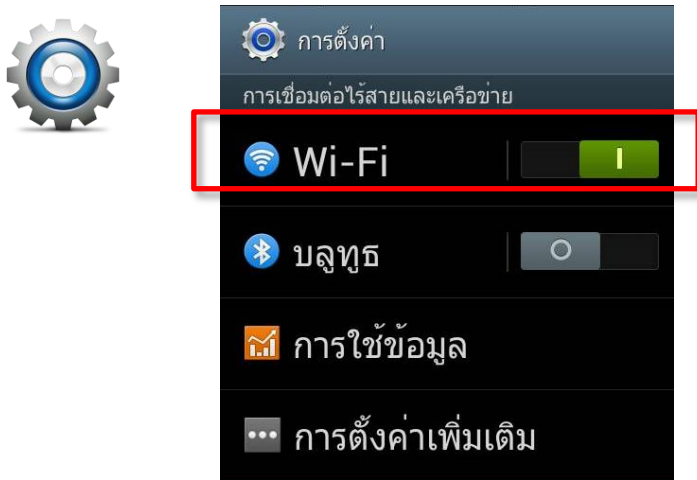 การตั้งค่า
การเชื่อมต่อไร้สายและเครือข่าย
Wi-Fi
บลูทูธ
การใช้ข้อมูล
การตั้งค่าเพิ่มเติม